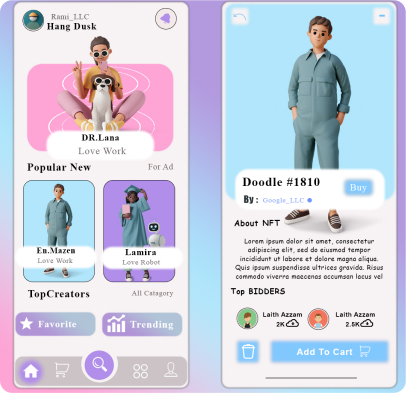 Rami_LLC
Hang Dusk
DR.Lana
Love Work
Popular New
For Ad
En.Mazen
Love Work
Lamira
Love Robot
TopCreators
All Catagory
Favorite
Trending
Doodle #1810
By : Google_LLC
Buy
About NFT
Lorem ipsum dolor sit amet, consectetur
adipiscing elit, sed do eiusmod tempor
incididunt ut labore et dolore magna aliqua.
Quis ipsum suspendisse ultrices gravida. Risus
commodo viverra maecenas accumsan lacus vel
Top BIDDERS
Laith Azzam
2K
Laith Azzam
2.5K
Add To Cart